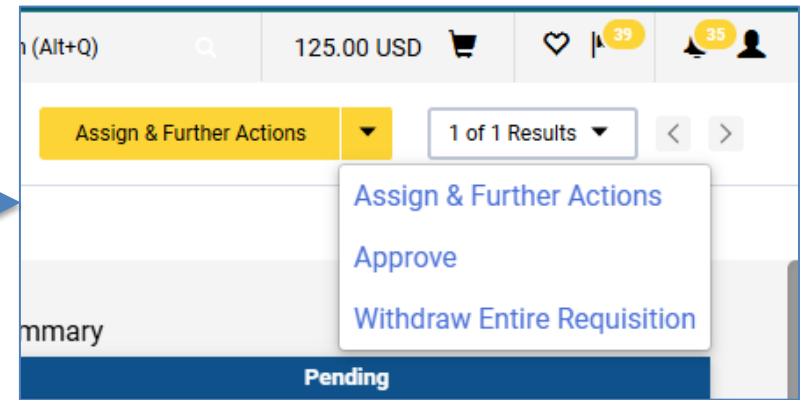 (Alt+Q) 125.00 USD 39 35
Assign & Further Actions 1 of 1 Results
Assign & Further Actions
Approve
Withdraw Entire Requisition
mmary
Pending